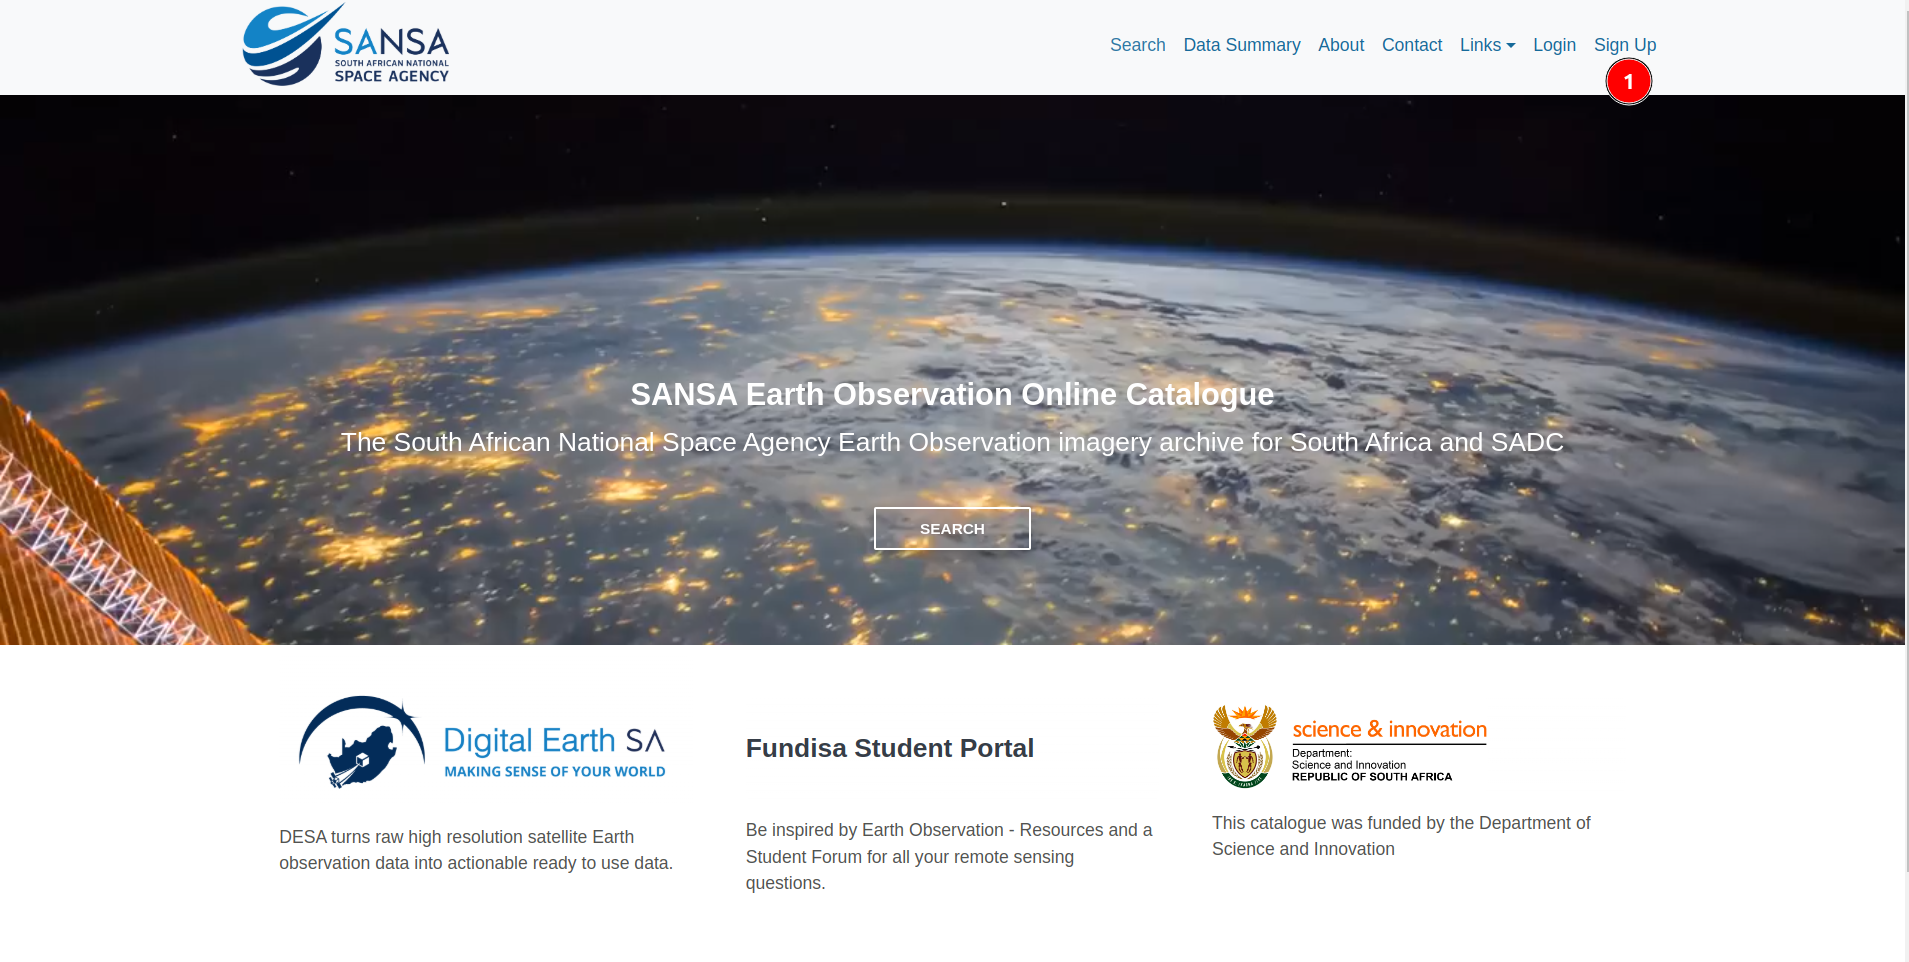 SANSA
SOUTH AFRICAN NATIONAL
SPACE AGENCY
Search Data Summary About Contact Links Login Sign Up
1
SANSA Earth Observation Online Catalogue
The South African National Space Agency Earth Observation imagery archive for South Africa and SADC
SEARCH
Digital Earth SA
MAKING SENSE OF YOUR WORLD
DESA turns raw high resolution satellite Earth
observation data into actionable ready to use data.
Fundisa Student Portal
Be inspired by Earth Observation - Resources and a
Student Forum for all your remote sensing
questions.
science & innovation
Department:
Science and Innovation
REPUBLIC OF SOUTH AFRICA
This catalogue was funded by the Department of
Science and Innovation